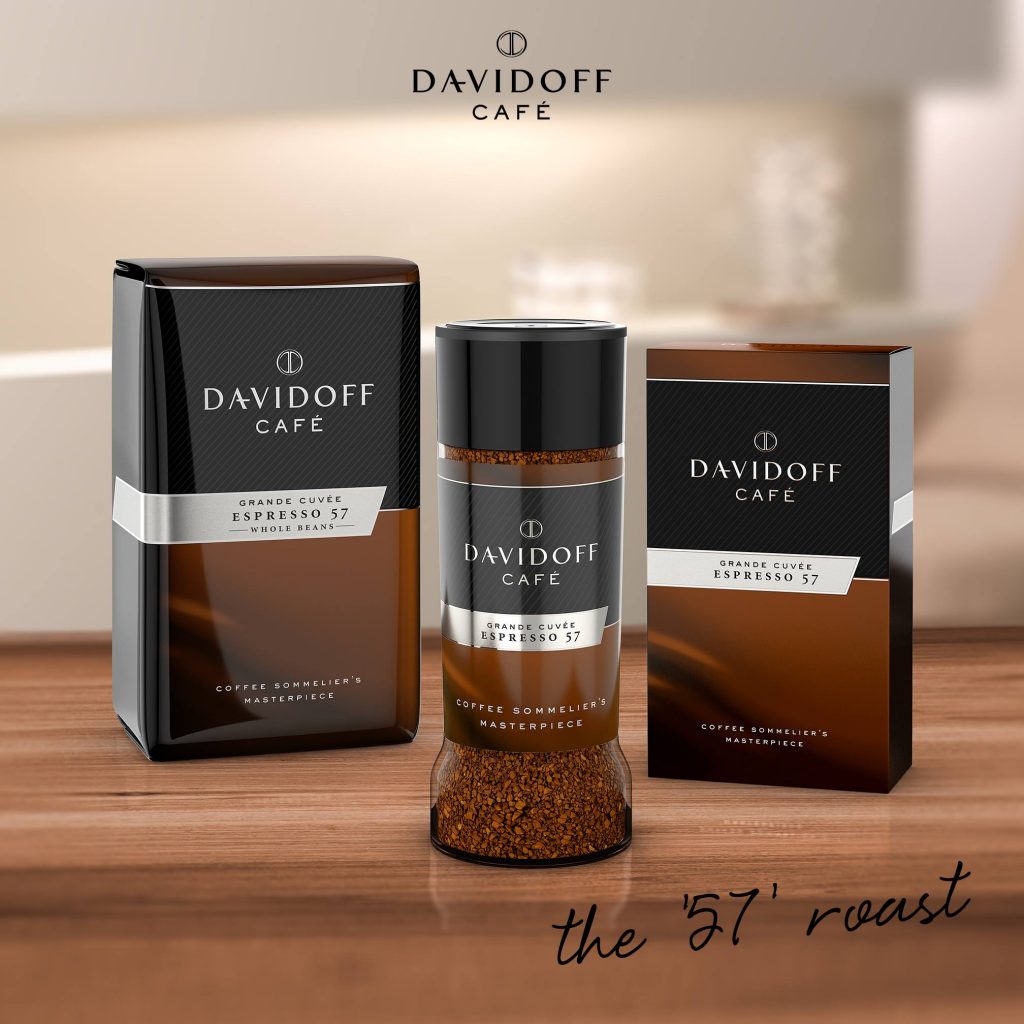 DAVIDOFF
CAFÉ
DAVIDOFF
CAFÉ
GRANDE CUVÉE
ESPRESSO 57
WHOLE BEANS
COFFEE SOMMELIER'S
MASTERPIECE
DAVIDOFF
CAFÉ
GRANDE CUVÉE
ESPRESSO 57
COFFEE SOMMELIER'S
MASTERPIECE
DAVIDOFF
CAFÉ
GRANDE CUVÉE
ESPRESSO 57
COFFEE SOMMELIER'S
MASTERPIECE
the '57' roast